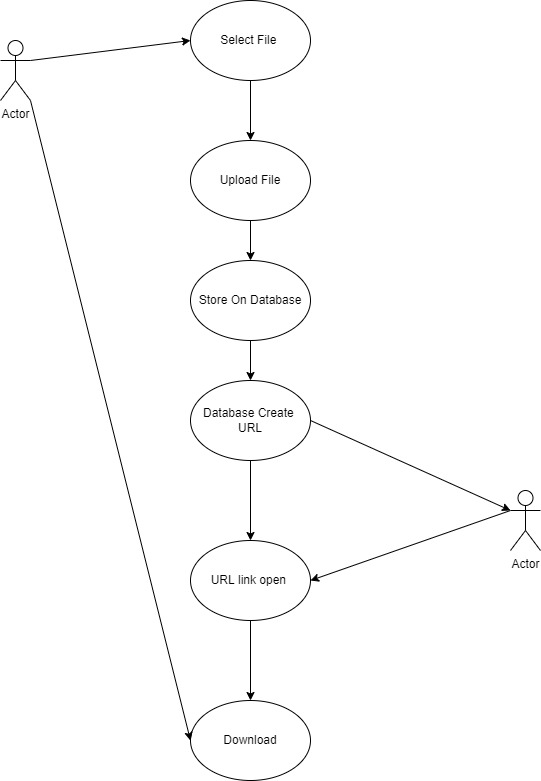 Select File
Actor
Upload File
Store On Database
Database Create
URL
Actor
URL link open
Download